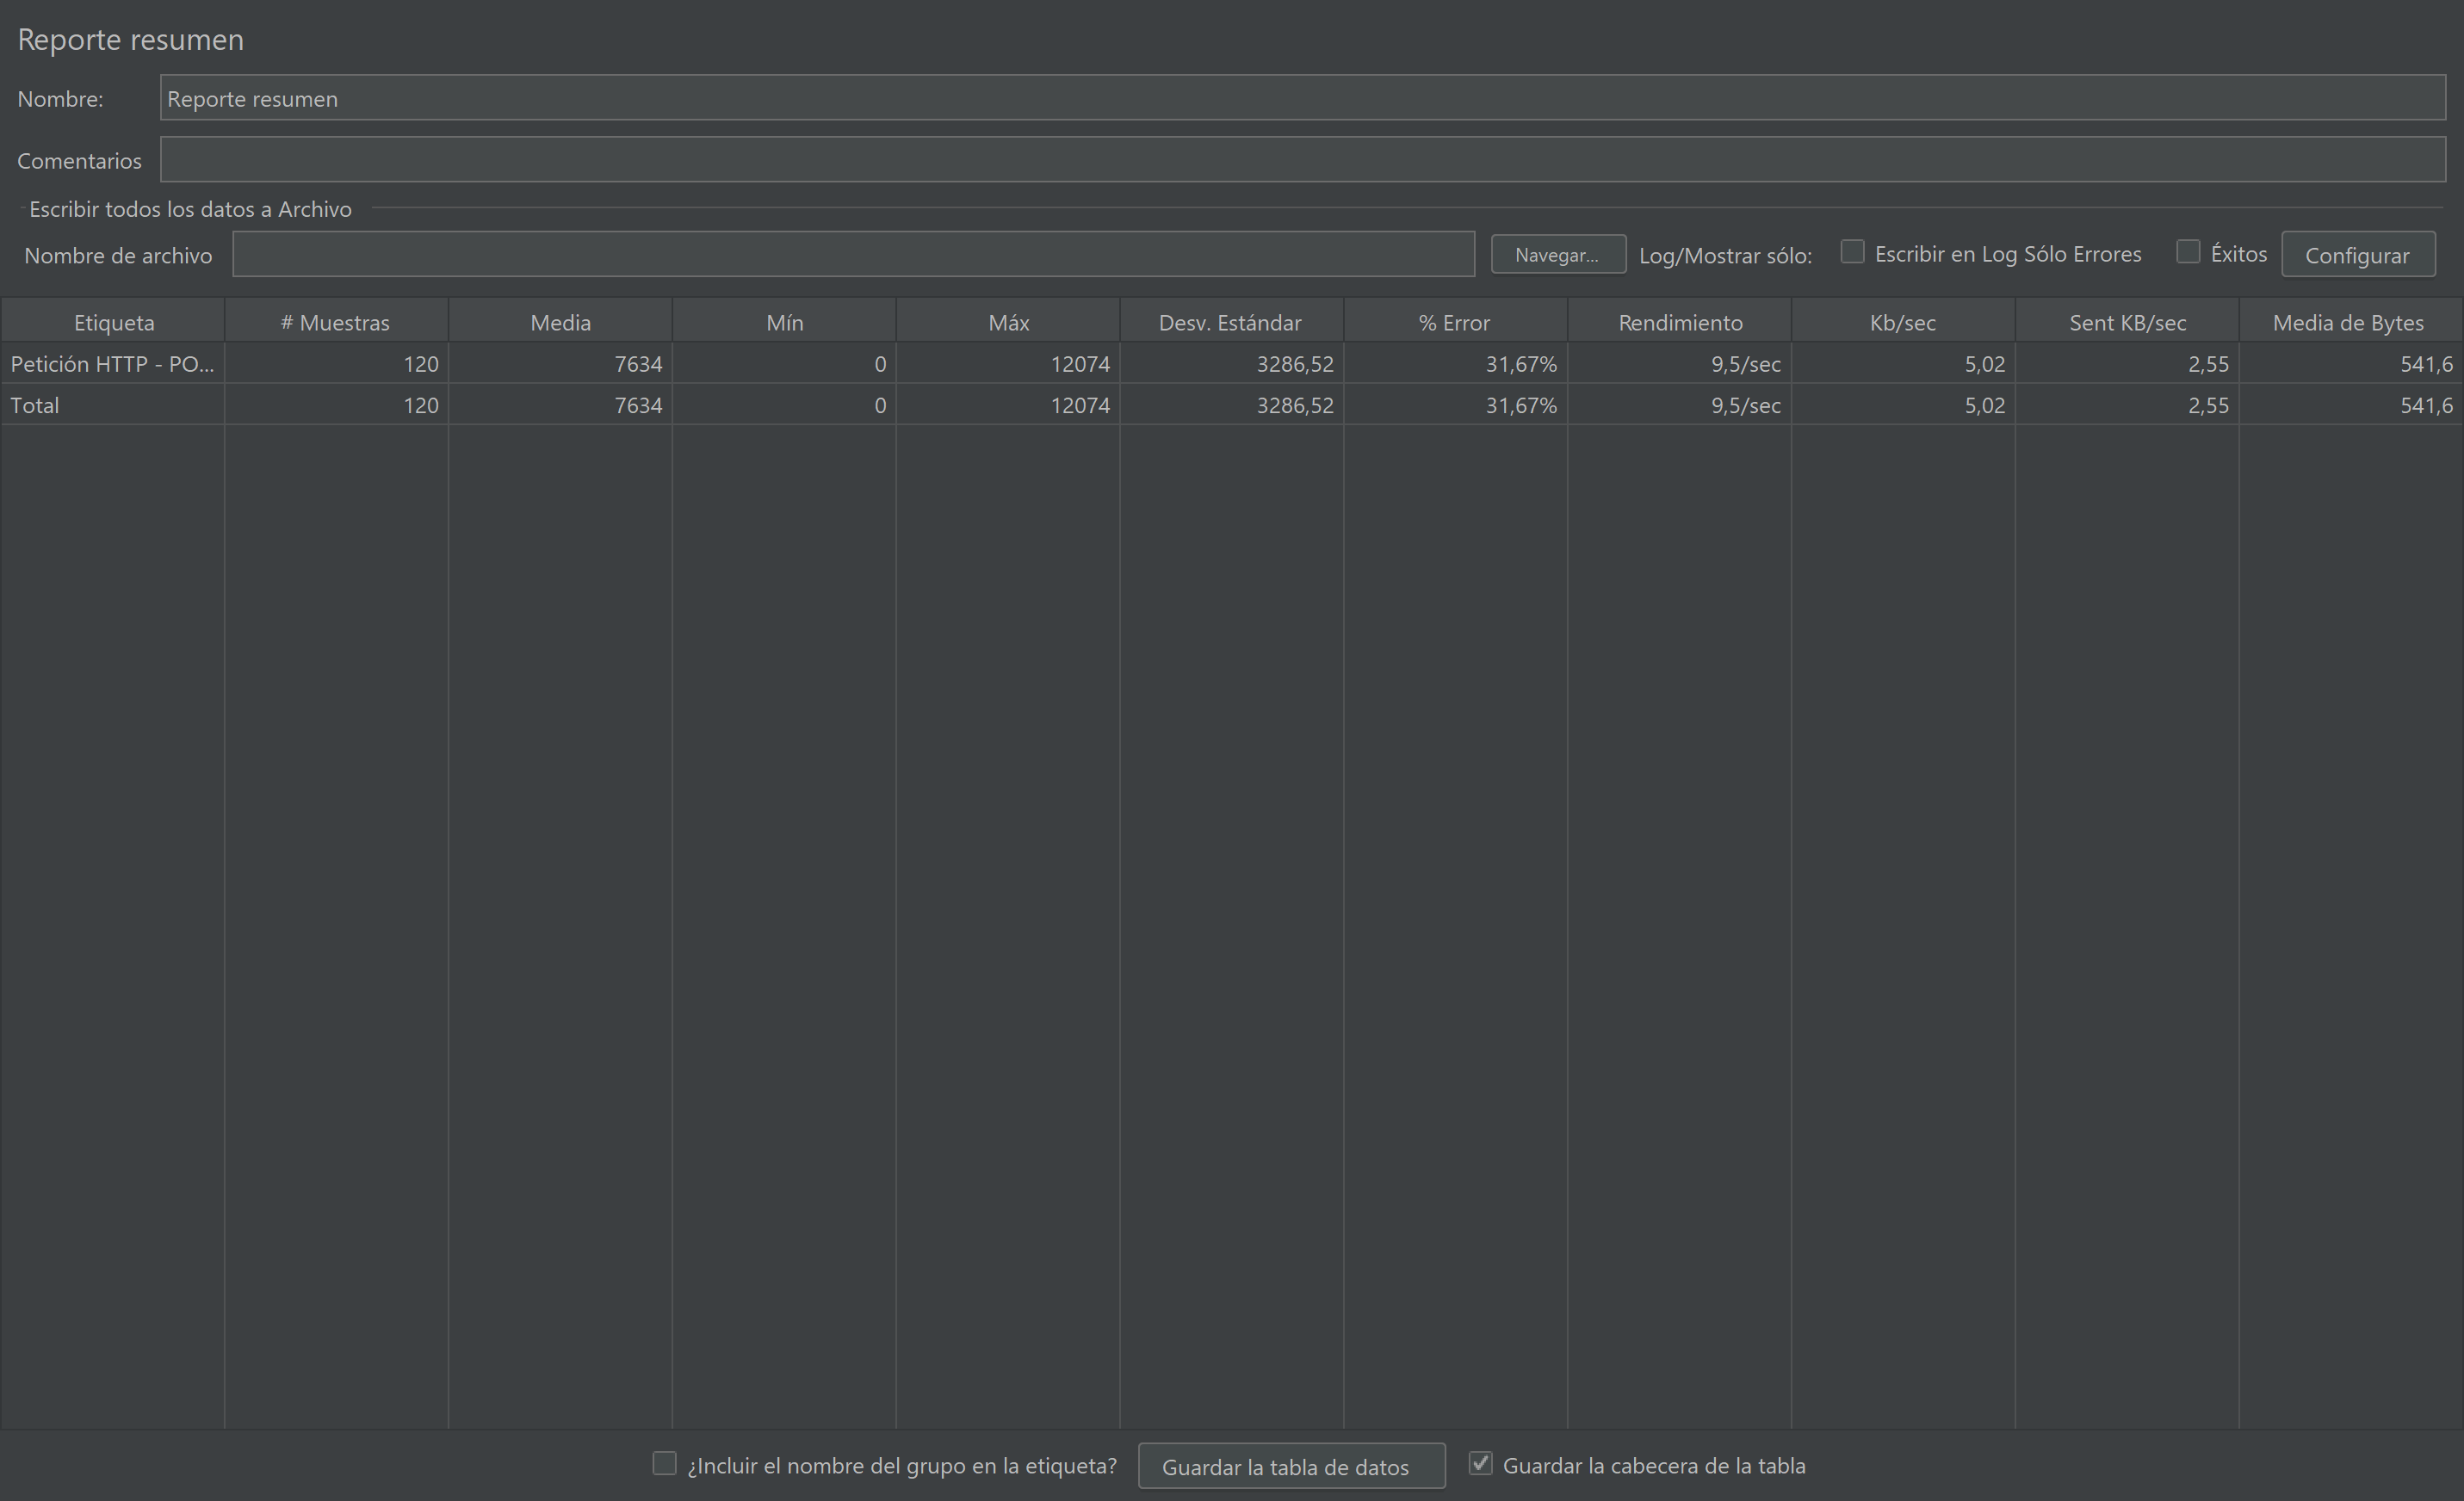 Reporte resumen
Nombre: Reporte resumen
Comentarios
Escribir todos los datos a Archivo
Nombre de archivo Navegar... Log/Mostrar sólo: Escribir en Log Sólo Errores Éxitos Configurar
Etiqueta # Muestras Media Mín Máx Desv. Estándar % Error Rendimiento Kb/sec Sent KB/sec Media de Bytes
Petición HTTP - PO... 120 7634 0 12074 3286,52 31,67% 9,5/sec 5,02 2,55 541,6
Total 120 7634 0 12074 3286,52 31,67% 9,5/sec 5,02 2,55 541,6
¿Incluir el nombre del grupo en la etiqueta? Guardar la tabla de datos Guardar la cabecera de la tabla